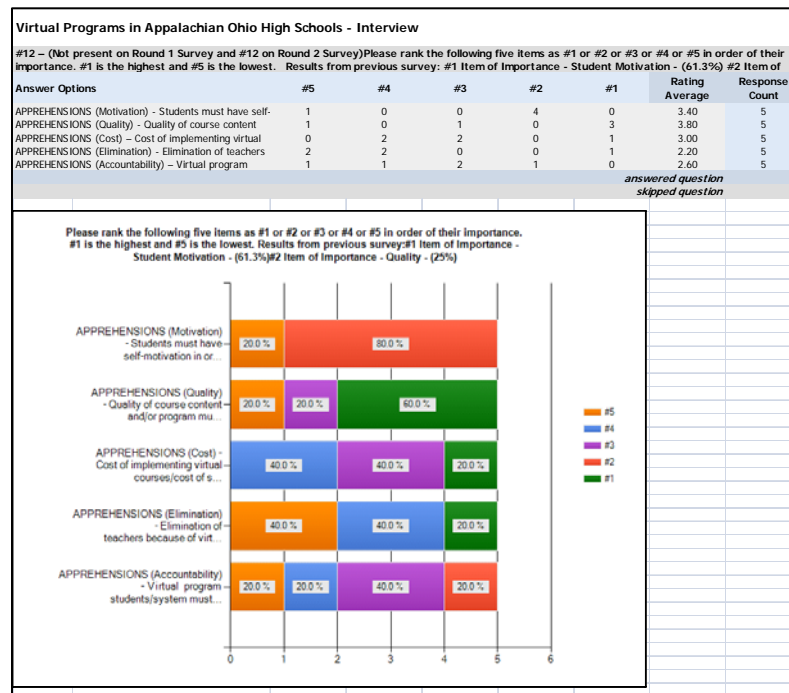 Virtual Programs in Appalachian Ohio High Schools - Interview
#12 – (Not present on Round 1 Survey and #12 on Round 2 Survey)Please rank the following five items as #1 or #2 or #3 or #4 or #5 in order of their
importance. #1 is the highest and #5 is the lowest. Results from previous survey: #1 Item of Importance - Student Motivation - (61.3%) #2 Item of
Answer Options #5 #4 #3 #2 #1 Rating Average Response Count
APPREHENSIONS (Motivation) - Students must have self- 1 0 0 4 0 3.40 5
APPREHENSIONS (Quality) - Quality of course content 1 0 1 0 3 3.80 5
APPREHENSIONS (Cost) – Cost of implementing virtual 0 2 2 0 1 3.00 5
APPREHENSIONS (Elimination) - Elimination of teachers 2 2 0 0 1 2.20 5
APPREHENSIONS (Accountability) – Virtual program 1 1 2 1 0 2.60 5
answered question
skipped question
Please rank the following five items as #1 or #2 or #3 or #4 or #5 in order of their importance.
#1 is the highest and #5 is the lowest. Results from previous survey:#1 Item of Importance -
Student Motivation - (61.3%)#2 Item of Importance - Quality - (25%)
APPREHENSIONS (Motivation)
- Students must have
self-motivation in or...
20.0 % 80.0 %
APPREHENSIONS (Quality)
- Quality of course content
and/or program mu...
20.0 % 20.0 % 60.0 %
APPREHENSIONS (Cost) -
Cost of implementing virtual
courses/cost of s...
40.0 % 40.0 % 20.0 %
APPREHENSIONS (Elimination)
- Elimination of
teachers because of virt...
40.0 % 40.0 % 20.0 %
APPREHENSIONS (Accountability)
- Virtual program
students/system must...
20.0 % 20.0 % 40.0 % 20.0 %
#5
#4
#3
#2
#1
0 1 2 3 4 5 6